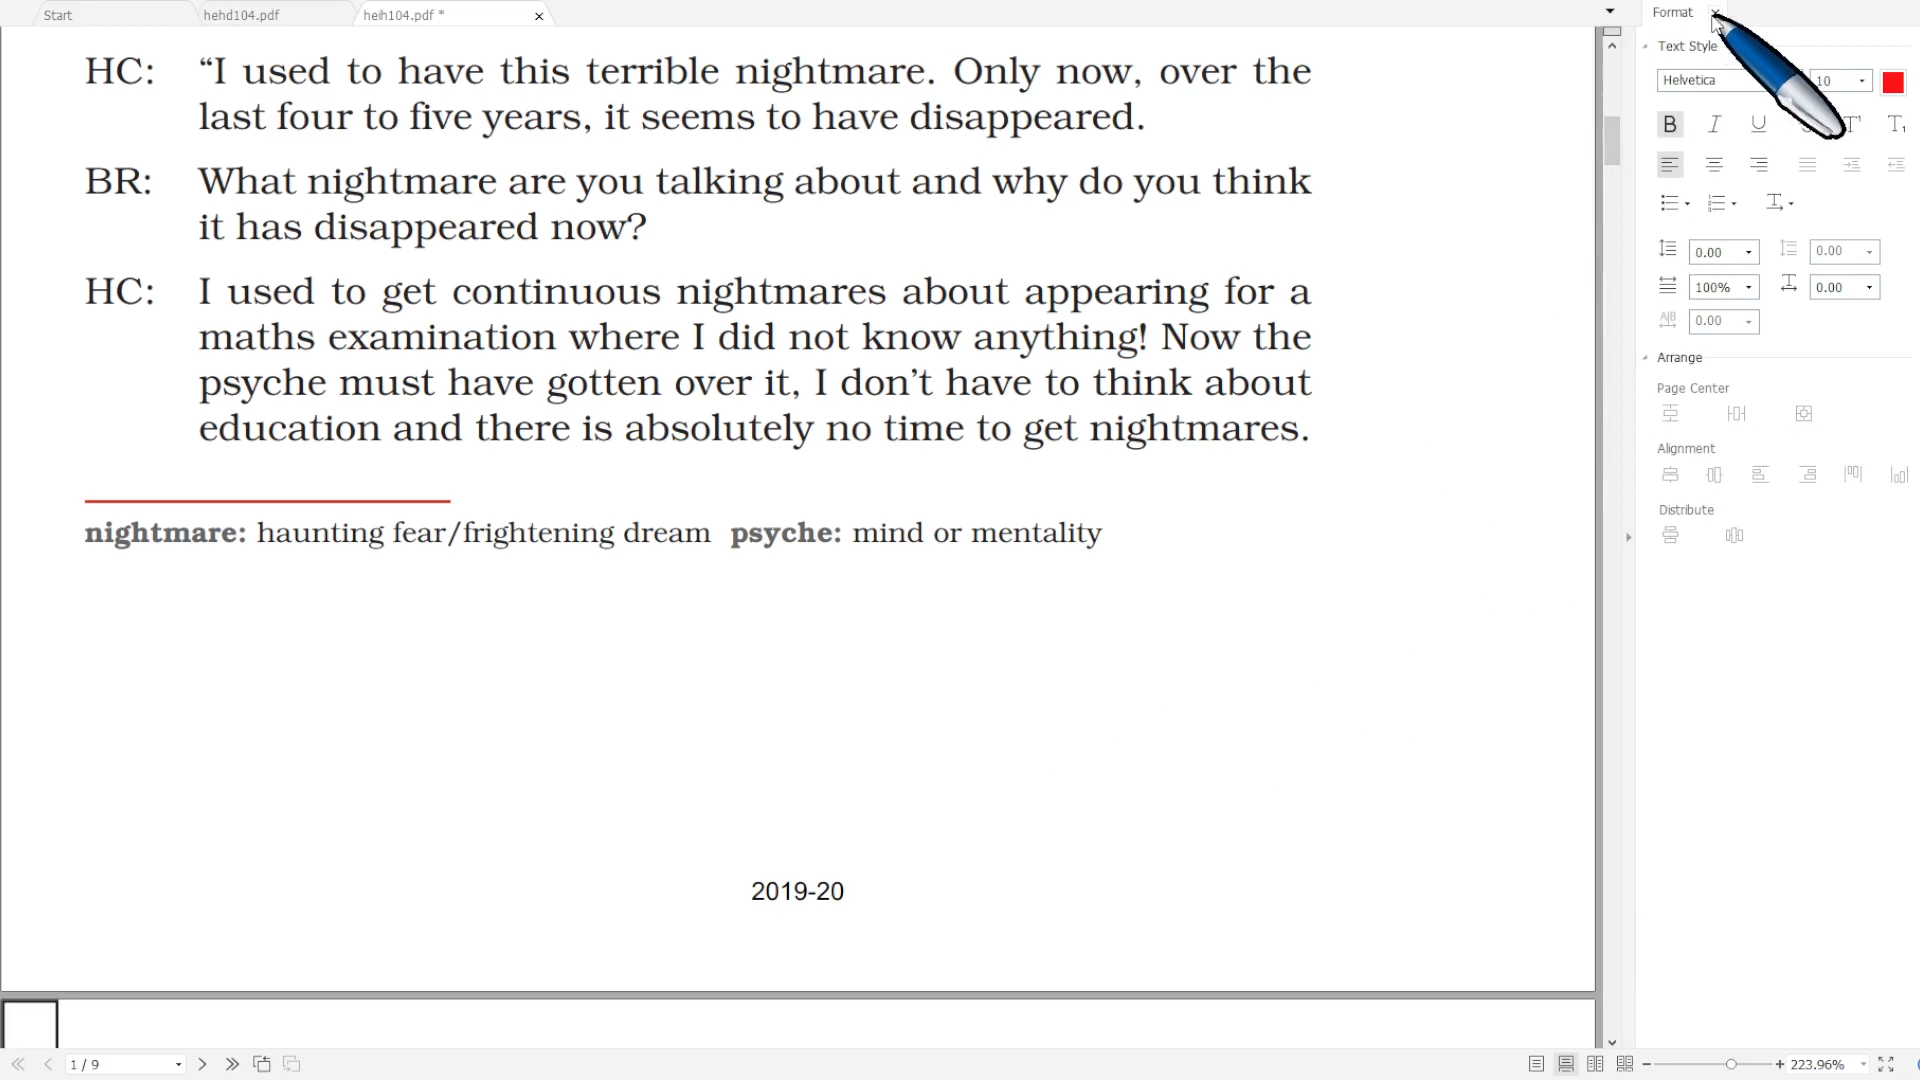 Start
hehd104.pdf
heih104.pdf *
Format
Text Style
Helvetica
10
HC: “I used to have this terrible nightmare. Only now, over the
last four to five years, it seems to have disappeared.
BR: What nightmare are you talking about and why do you think
it has disappeared now?
HC: I used to get continuous nightmares about appearing for a
maths examination where I did not know anything! Now the
psyche must have gotten over it, I don’t have to think about
education and there is absolutely no time to get nightmares.
nightmare: haunting fear/frightening dream psyche: mind or mentality
2019-20
0.00
0.00
100%
0.00
0.00
Arrange
Page Center
Alignment
Distribute
1 / 9
223.96%